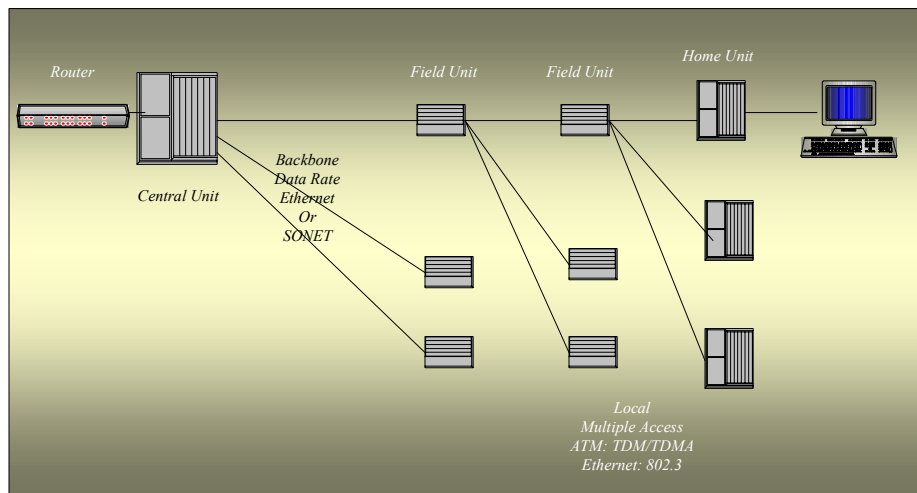 Router
Field Unit
Field Unit
Home Unit
Central Unit
Backbone
Data Rate
Ethernet
Or
SONET
Local
Multiple Access
ATM: TDM/TDMA
Ethernet: 802.3